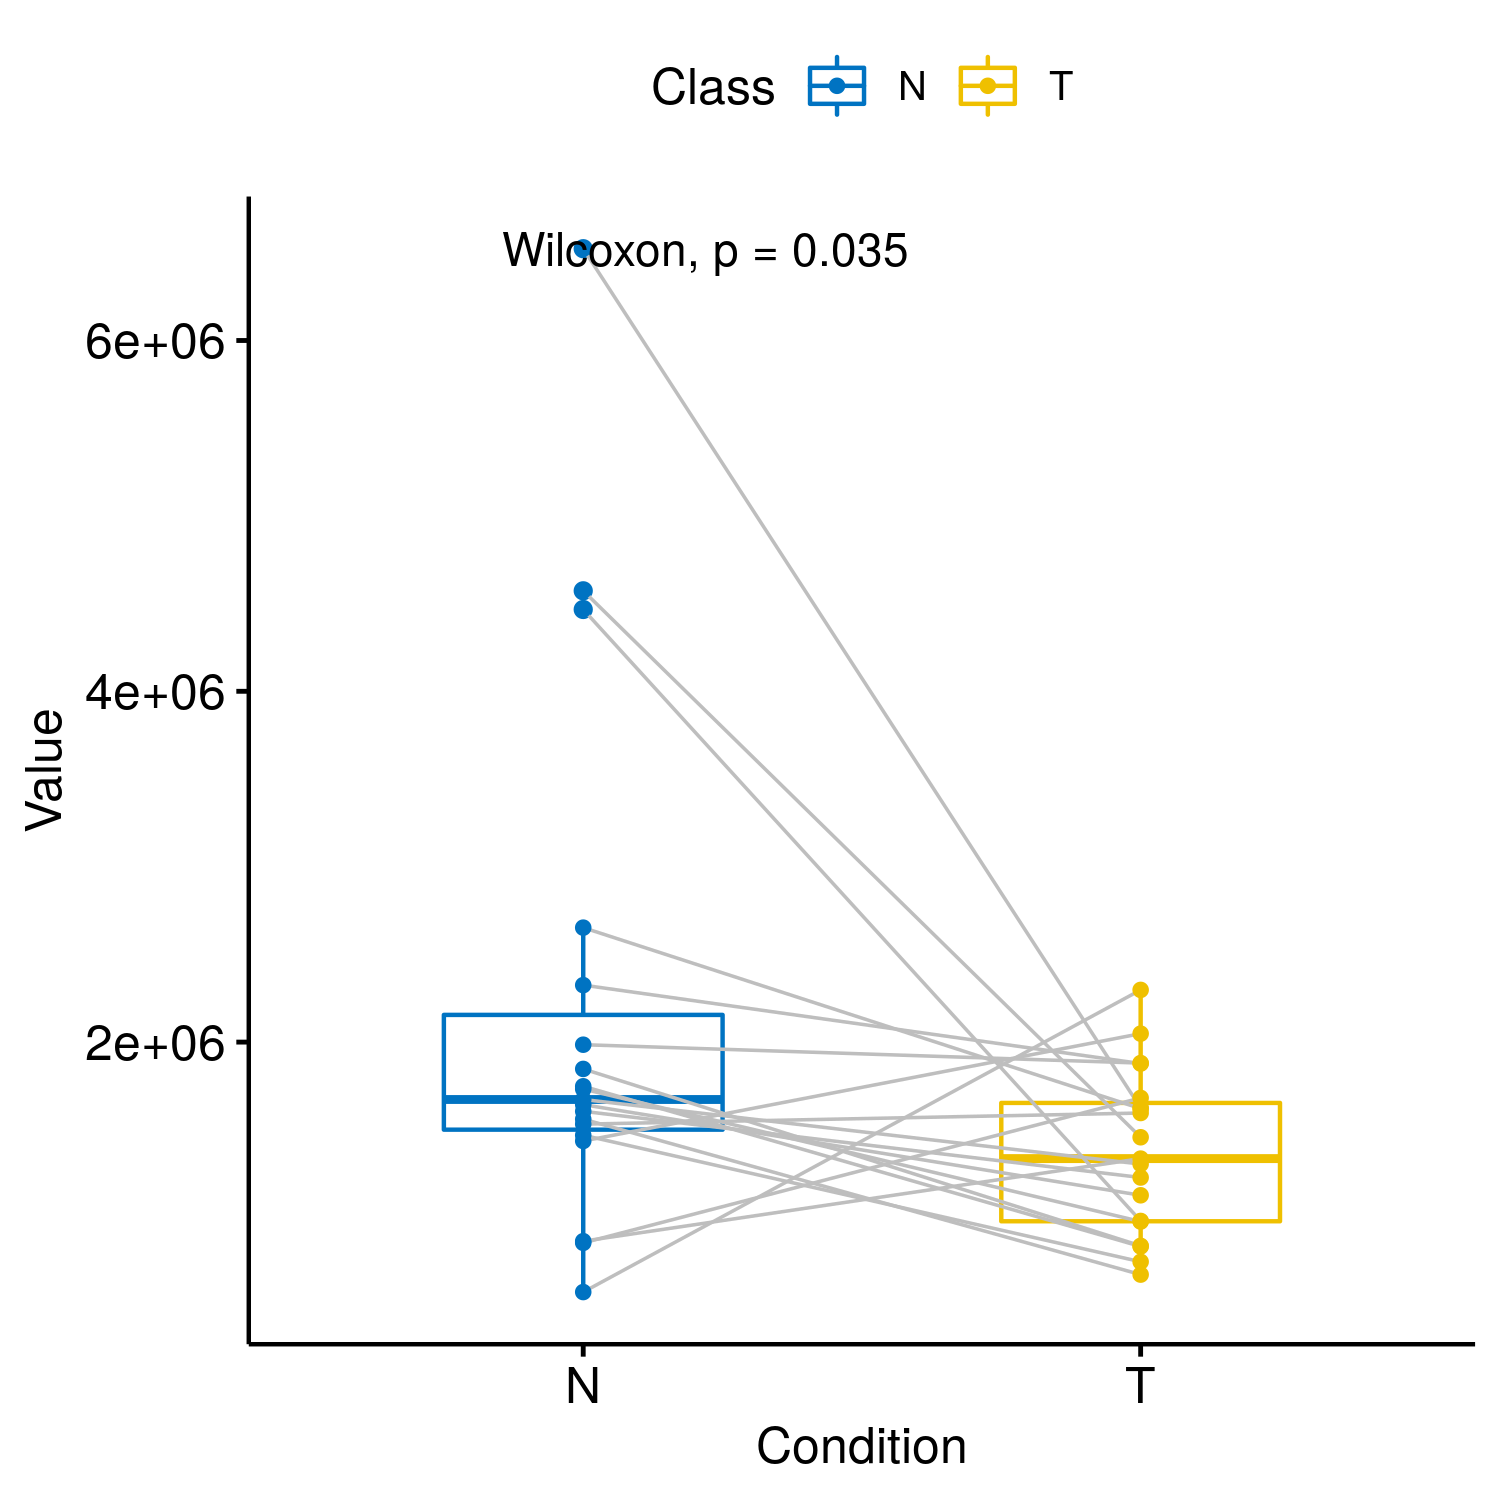 Class N T
Wilcoxon, p = 0.035
6e+06
4e+06
2e+06
Value
N T
Condition